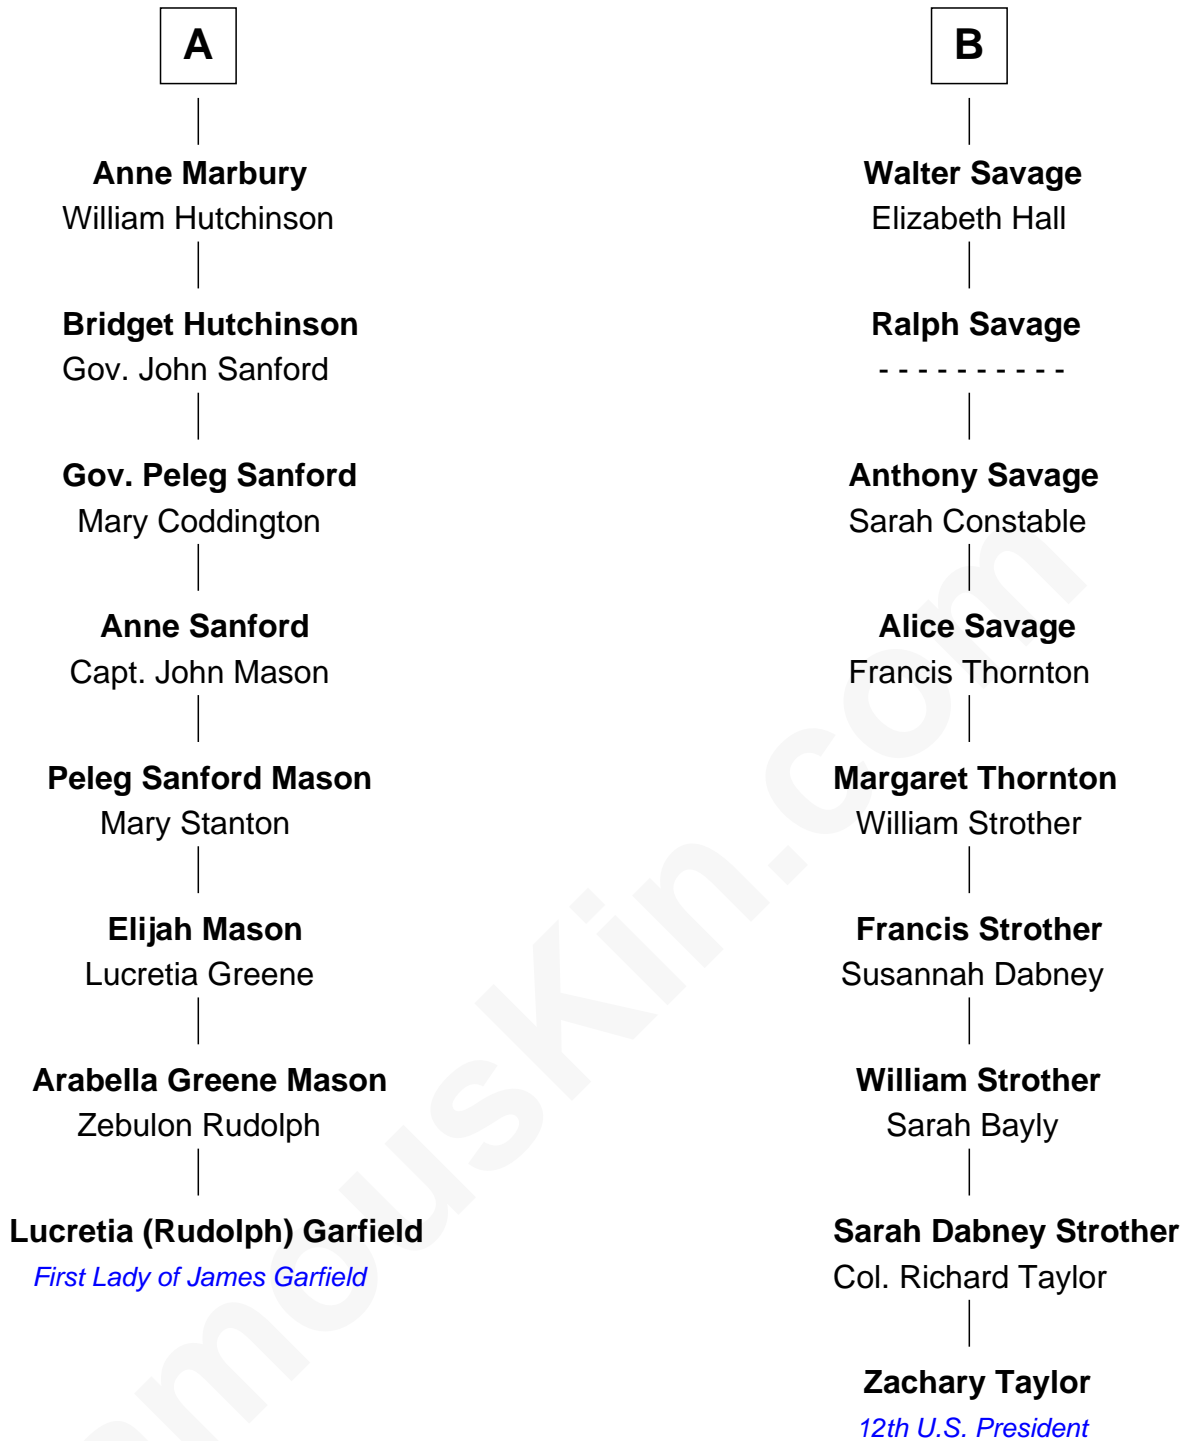 A
Anne Marbury
William Hutchinson
Bridget Hutchinson
Gov. John Sanford
Gov. Peleg Sanford
Mary Coddington
Anne Sanford
Capt. John Mason
Peleg Sanford Mason
Mary Stanton
Elijah Mason
Lucretia Greene
Arabella Greene Mason
Zebulon Rudolph
Lucretia (Rudolph) Garfield
First Lady of James Garfield
B
Walter Savage
Elizabeth Hall
Ralph Savage
- - - - - - - - - -
Anthony Savage
Sarah Constable
Alice Savage
Francis Thornton
Margaret Thornton
William Strother
Francis Strother
Susannah Dabney
William Strother
Sarah Bayly
Sarah Dabney Strother
Col. Richard Taylor
Zachary Taylor
12th U.S. President
amouskin.com